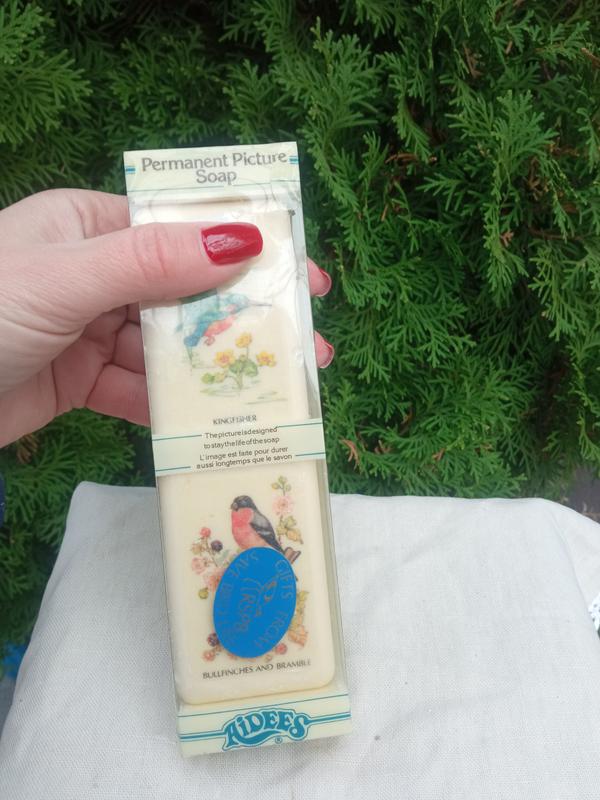 Permanent Picture
Soap
KINGFISHER
The picture is designed
to stay the life of the soap
L'image est faite pour durer
aussi longtemps que le savon
GIFTS FROM
RSPB
SAVE
BULLFINCHES AND BRAMBLE
AiDEES
®